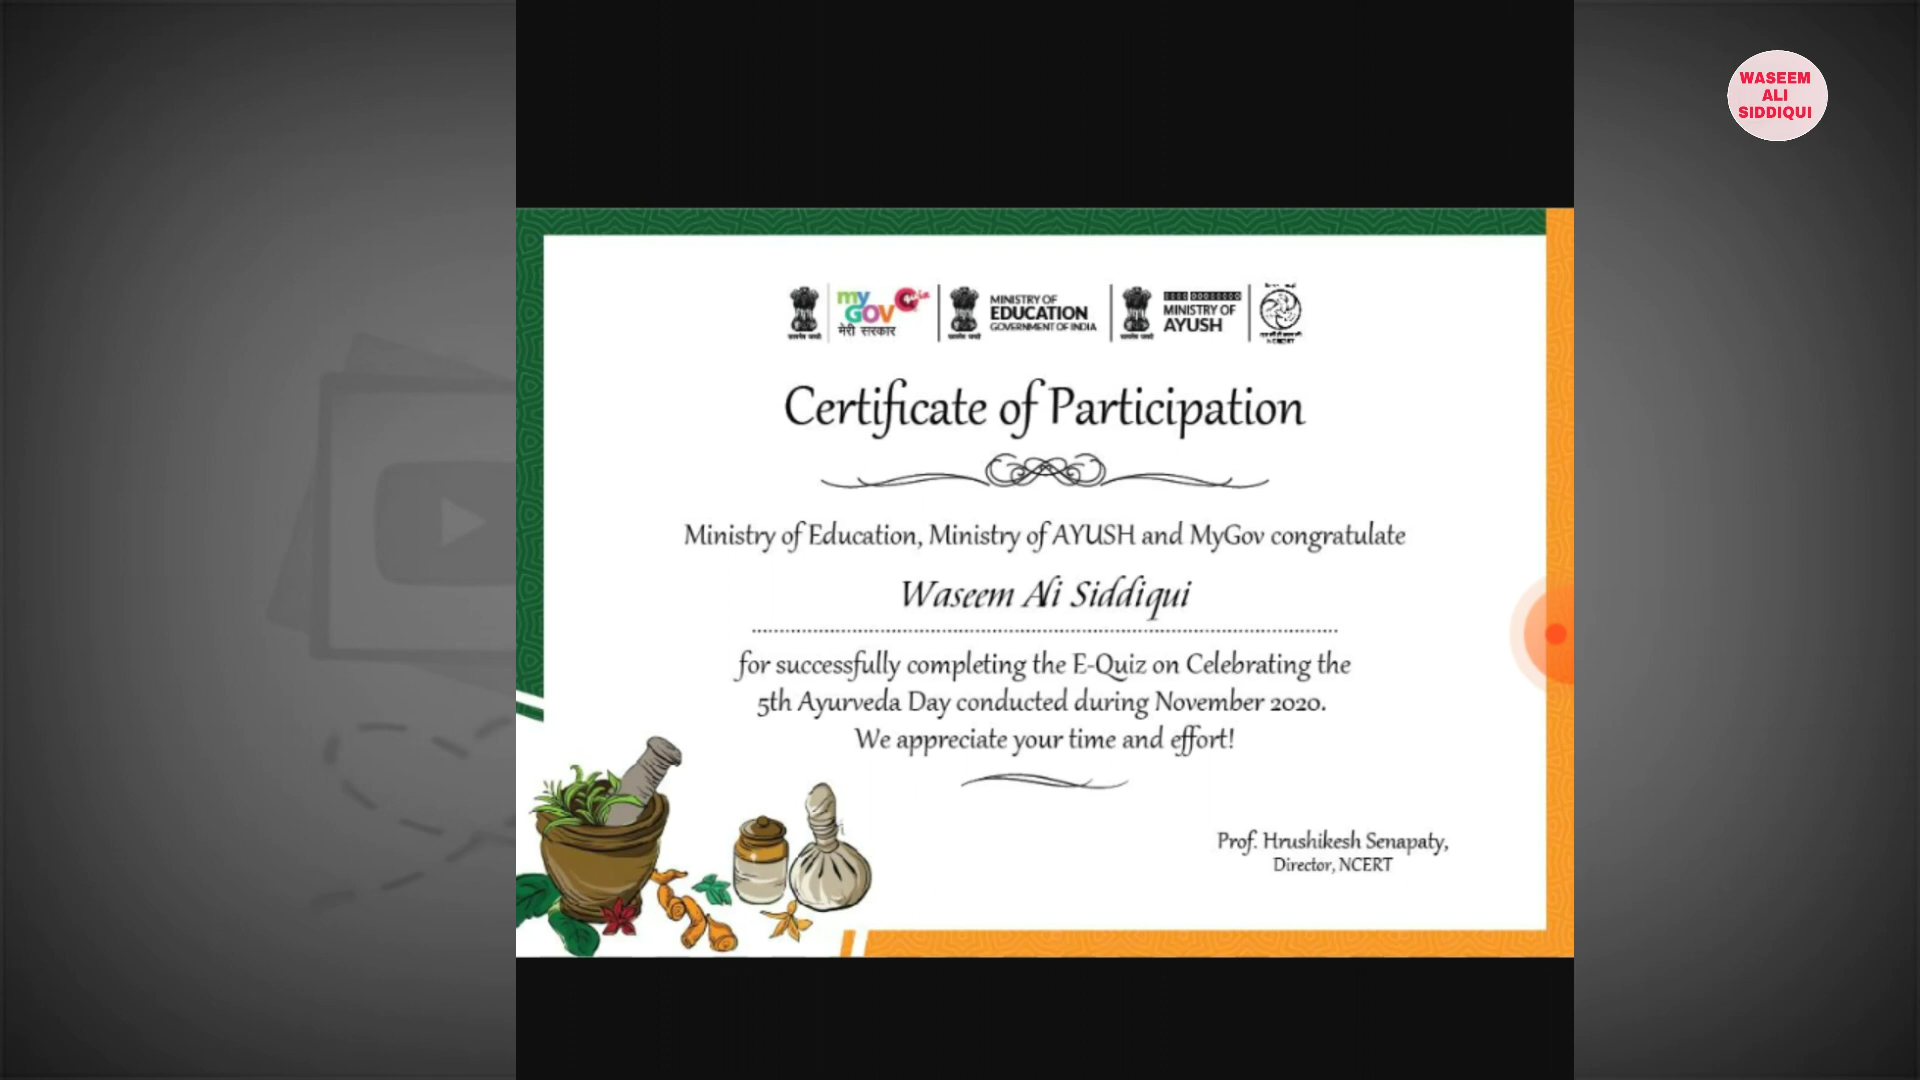 WASEEM
ALI
SIDDIQUI
my
GOV
मेरी सरकार
MINISTRY OF
EDUCATION
GOVERNMENT OF INDIA
MINISTRY OF
AYUSH
Certificate of Participation
Ministry of Education, Ministry of AYUSH and MyGov congratulate
Waseem Ali Siddiqui
for successfully completing the E-Quiz on Celebrating the
5th Ayurveda Day conducted during November 2020.
We appreciate your time and effort!
Prof. Hrushikesh Senapaty,
Director, NCERT